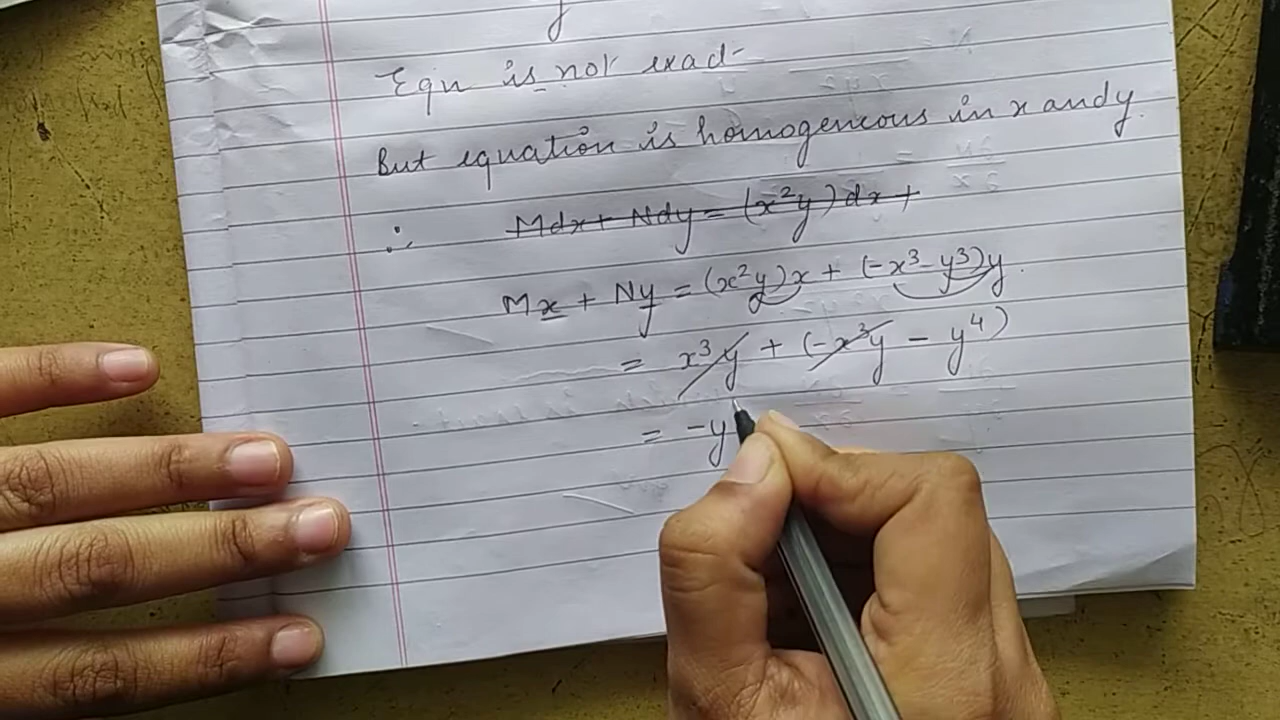 Eqn is not exact
But equation is homogeneous in x and y.
∴ Mdx + Ndy = (x²y) dx +
Mx + Ny = (x²y)x + (-x³-y³)y
= x³y + (-x³y - y⁴)
= -y